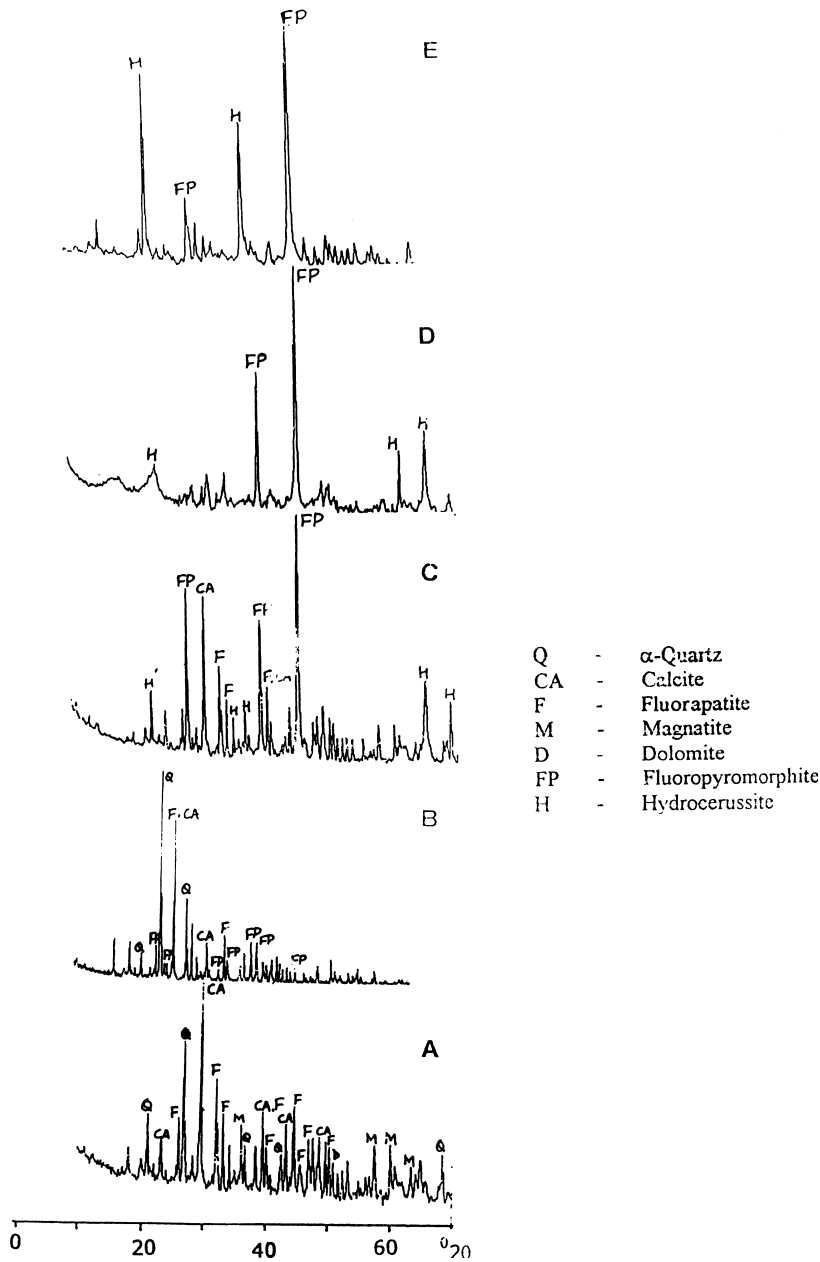 FP
E
H
H
FP
FP
D
FP
H
H
H
FP
C
FP
CA
F
H
F
H
H
H
H
Q - α-Quartz
CA - Calcite
F - Fluorapatite
M - Magnatite
D - Dolomite
FP - Fluoropyromorphite
H - Hydrocerussite
Q
F, CA
B
Q
Q
CA
F
FP
FP
FP
FP
CA
A
Q
F
Q
F
F
CA
M
Q
CA, F
F
Q
F
CA
F
F
F
CA
F
D
M
M
M
Q
0 20 40 60 °2θ